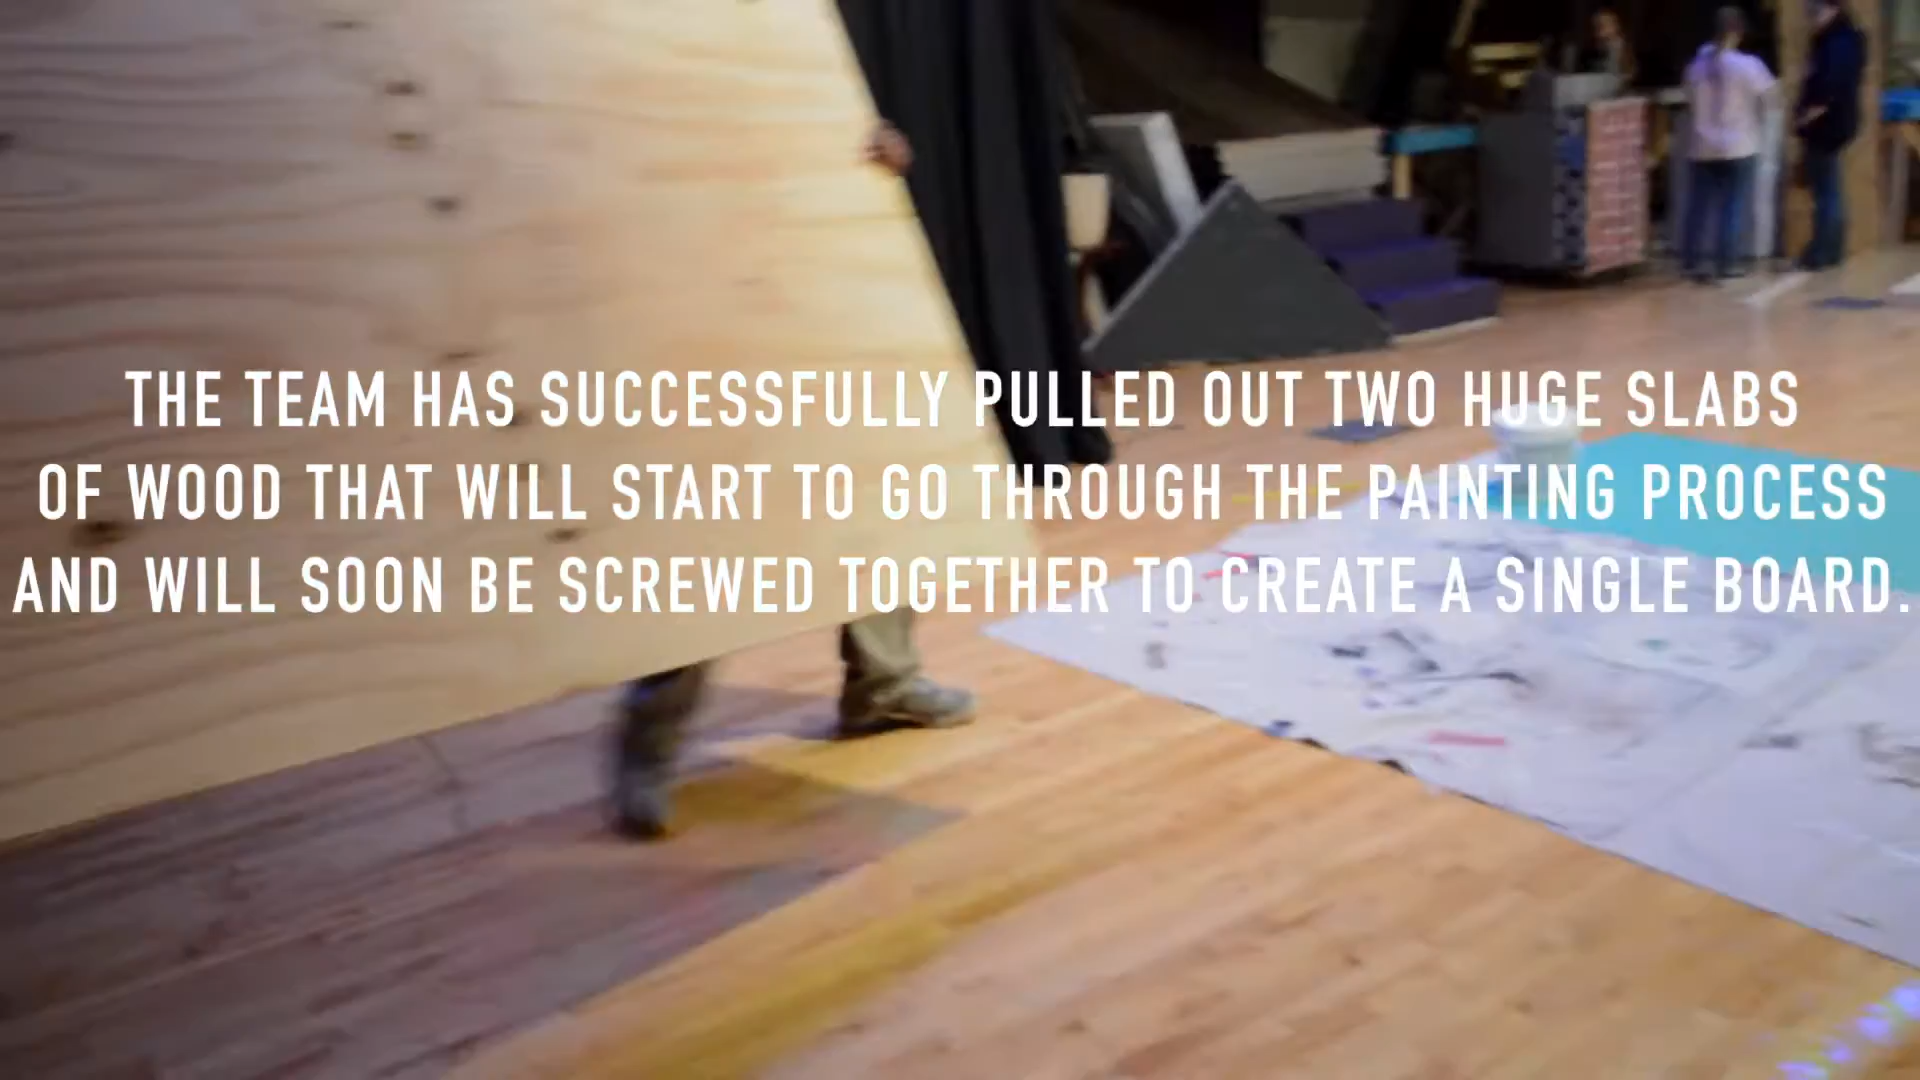 THE TEAM HAS SUCCESSFULLY PULLED OUT TWO HUGE SLABS
OF WOOD THAT WILL START TO GO THROUGH THE PAINTING PROCESS
AND WILL SOON BE SCREWED TOGETHER TO CREATE A SINGLE BOARD.